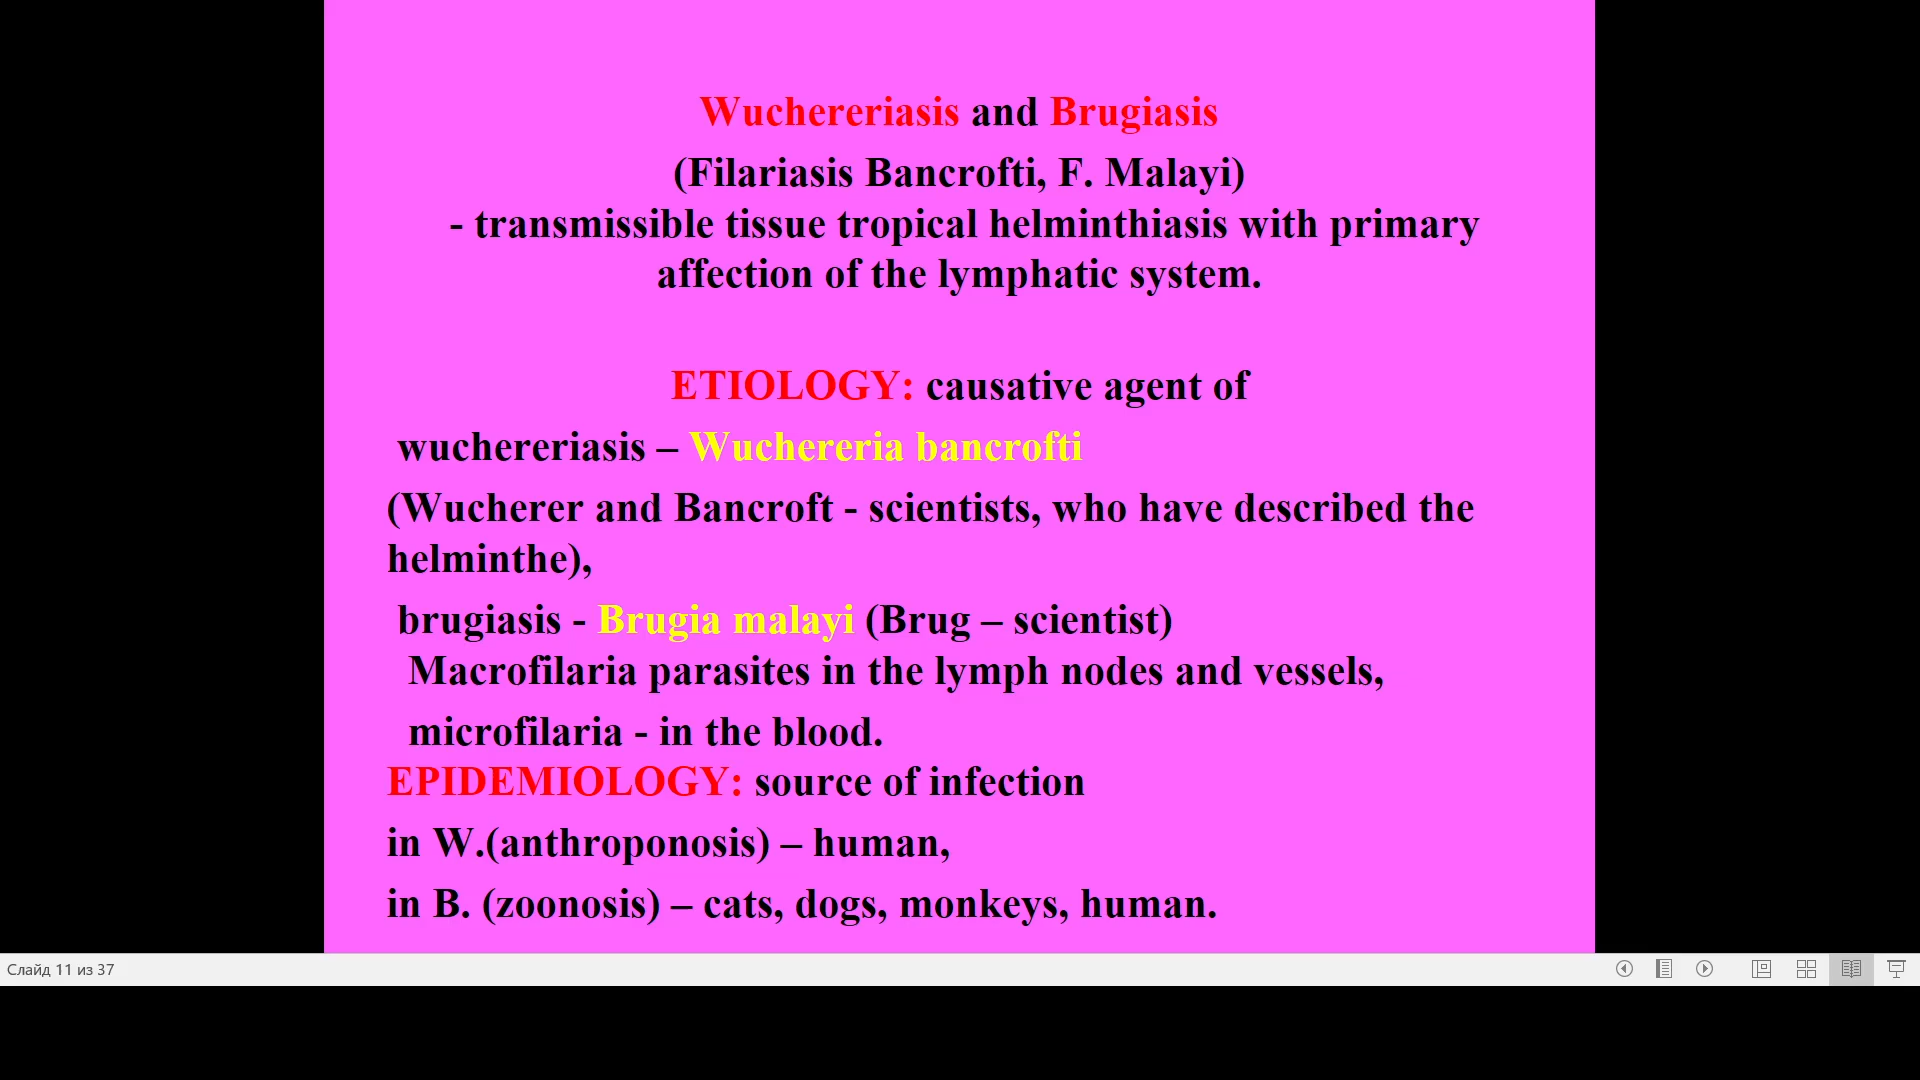 Wuchereriasis and Brugiasis
(Filariasis Bancrofti, F. Malayi)
- transmissible tissue tropical helminthiasis with primary
affection of the lymphatic system.
ETIOLOGY: causative agent of
wuchereriasis – Wuchereria bancrofti
(Wucherer and Bancroft - scientists, who have described the
helminthe),
brugiasis - Brugia malayi (Brug – scientist)
Macrofilaria parasites in the lymph nodes and vessels,
microfilaria - in the blood.
EPIDEMIOLOGY: source of infection
in W.(anthroponosis) – human,
in B. (zoonosis) – cats, dogs, monkeys, human.
Слайд 11 из 37